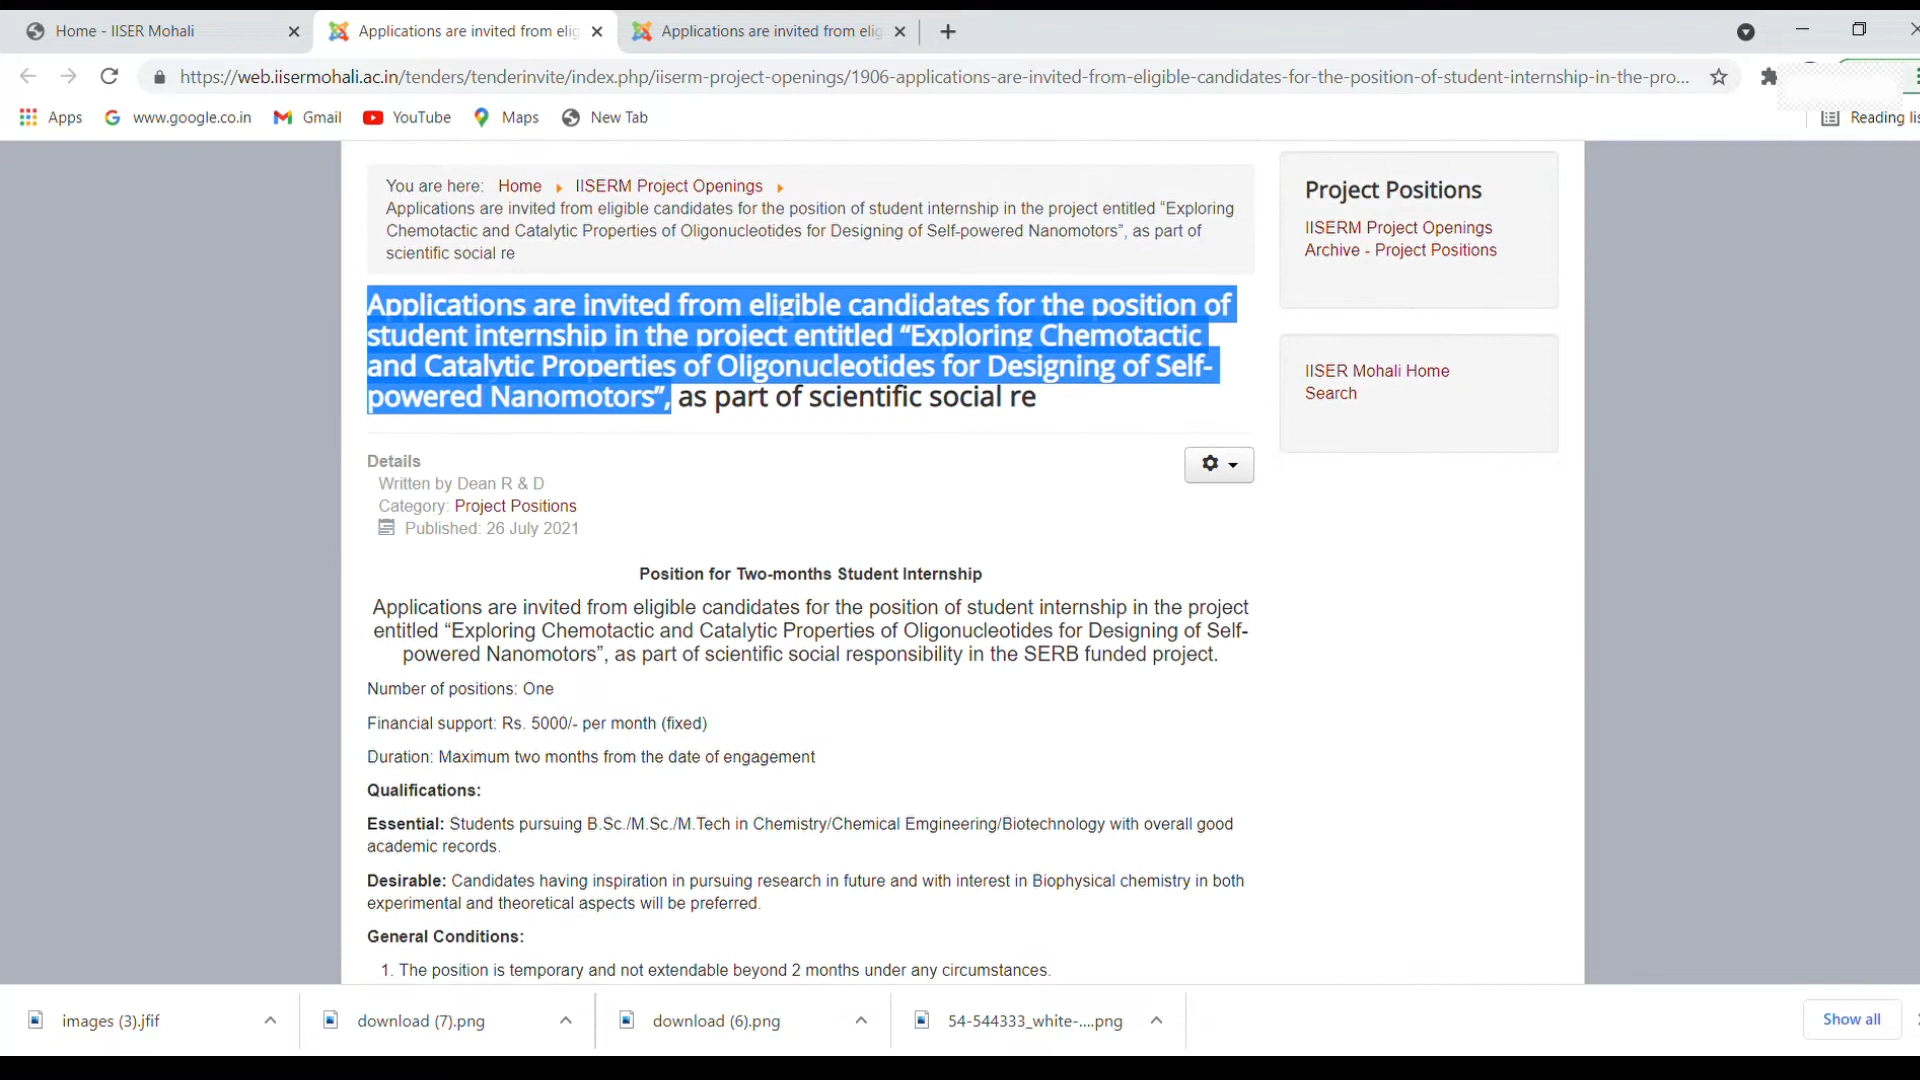 Home - IISER Mohali
Applications are invited from elig
Applications are invited from elig
https://web.iisermohali.ac.in/tenders/tenderinvite/index.php/iiserm-project-openings/1906-applications-are-invited-from-eligible-candidates-for-the-position-of-student-internship-in-the-pro...
Apps
www.google.co.in
Gmail
YouTube
Maps
New Tab
Reading lis
You are here: Home IISERM Project Openings
Applications are invited from eligible candidates for the position of student internship in the project entitled “Exploring
Chemotactic and Catalytic Properties of Oligonucleotides for Designing of Self-powered Nanomotors”, as part of
scientific social re
Applications are invited from eligible candidates for the position of
student internship in the project entitled “Exploring Chemotactic
and Catalytic Properties of Oligonucleotides for Designing of Self-
powered Nanomotors”, as part of scientific social re
Details
Written by Dean R & D
Category: Project Positions
Published: 26 July 2021
Position for Two-months Student Internship
Applications are invited from eligible candidates for the position of student internship in the project
entitled “Exploring Chemotactic and Catalytic Properties of Oligonucleotides for Designing of Self-
powered Nanomotors”, as part of scientific social responsibility in the SERB funded project.
Number of positions: One
Financial support: Rs. 5000/- per month (fixed)
Duration: Maximum two months from the date of engagement
Qualifications:
Essential: Students pursuing B.Sc./M.Sc./M.Tech in Chemistry/Chemical Emgineering/Biotechnology with overall good
academic records.
Desirable: Candidates having inspiration in pursuing research in future and with interest in Biophysical chemistry in both
experimental and theoretical aspects will be preferred.
General Conditions:
1. The position is temporary and not extendable beyond 2 months under any circumstances.
Project Positions
IISERM Project Openings
Archive - Project Positions
IISER Mohali Home
Search
images (3).jfif
download (7).png
download (6).png
54-544333_white-....png
Show all